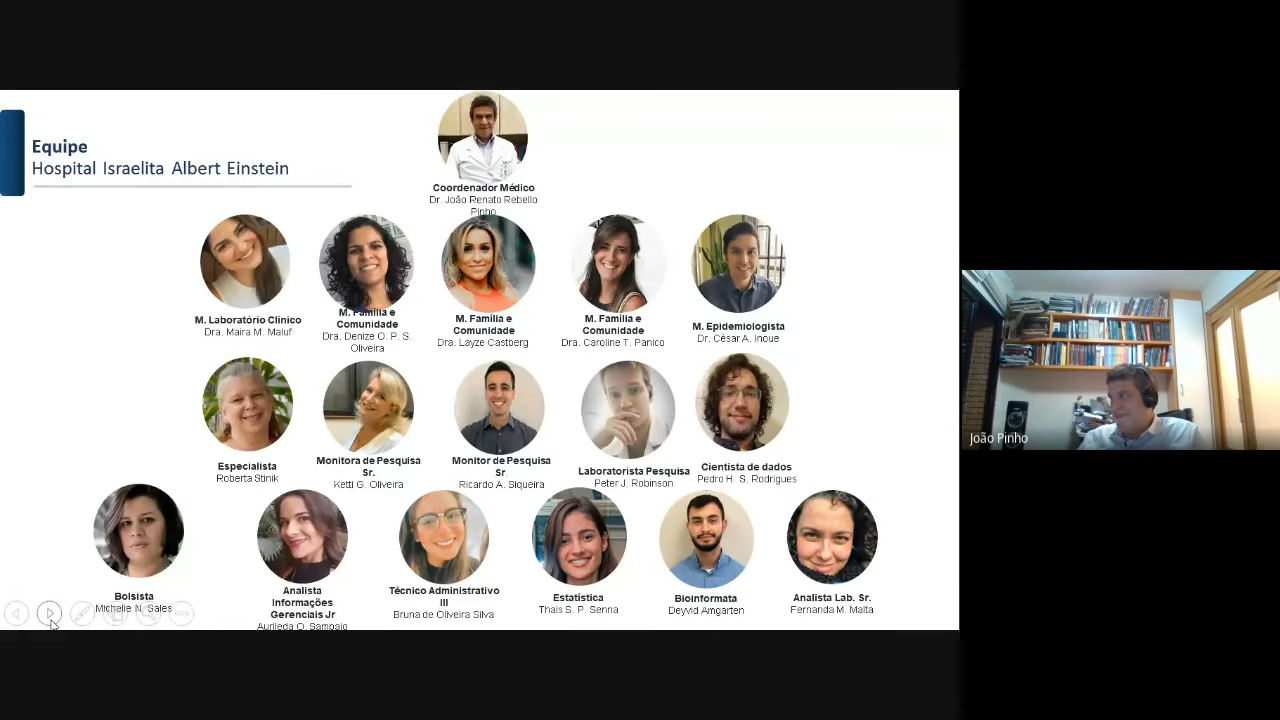 Equipe
Hospital Israelita Albert Einstein
Coordenador Médico
Dr. João Renato Rebello
Pinho
M. Laboratório Clínico
Dra. Maira M. Maluf
M. Família e
Comunidade
Dra. Denize O. P. S.
Oliveira
M. Família e
Comunidade
Dra. Layze Castberg
M. Família e
Comunidade
Dra. Caroline T. Panico
M. Epidemiologista
Dr. César A. Inoue
Especialista
Roberta Stinik
Monitora de Pesquisa
Sr.
Ketti G. Oliveira
Monitor de Pesquisa
Sr
Ricardo A. Siqueira
Laboratorista Pesquisa
Peter J. Robinson
Cientista de dados
Pedro H. S. Rodrigues
João Pinho
Bolsista
Michelle N. Sales
Analista
Informações
Gerenciais Jr
Aurileda O. Sampaio
Técnico Administrativo
III
Bruna de Oliveira Silva
Estatística
Thais S. P. Senna
Bioinformata
Deyvid Amgarten
Analista Lab. Sr.
Fernanda M. Malta